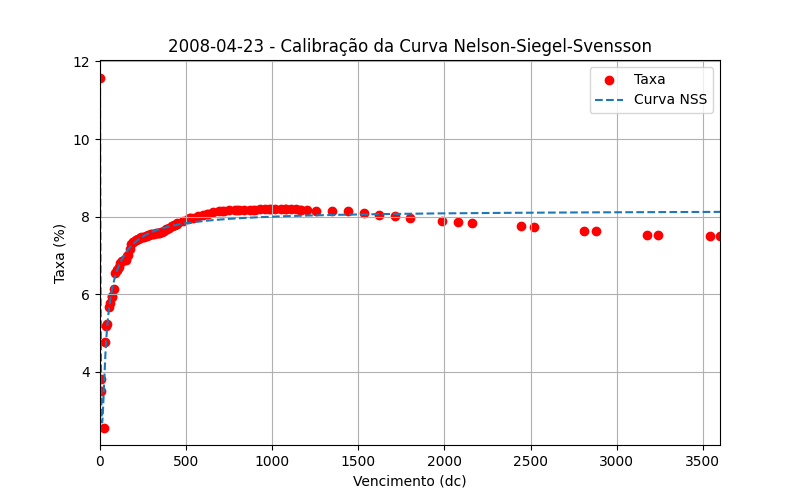 2008-04-23 - Calibração da Curva Nelson-Siegel-Svensson
Taxa
Curva NSS
Taxa (%)
12
10
8
6
4
0 500 1000 1500 2000 2500 3000 3500
Vencimento (dc)